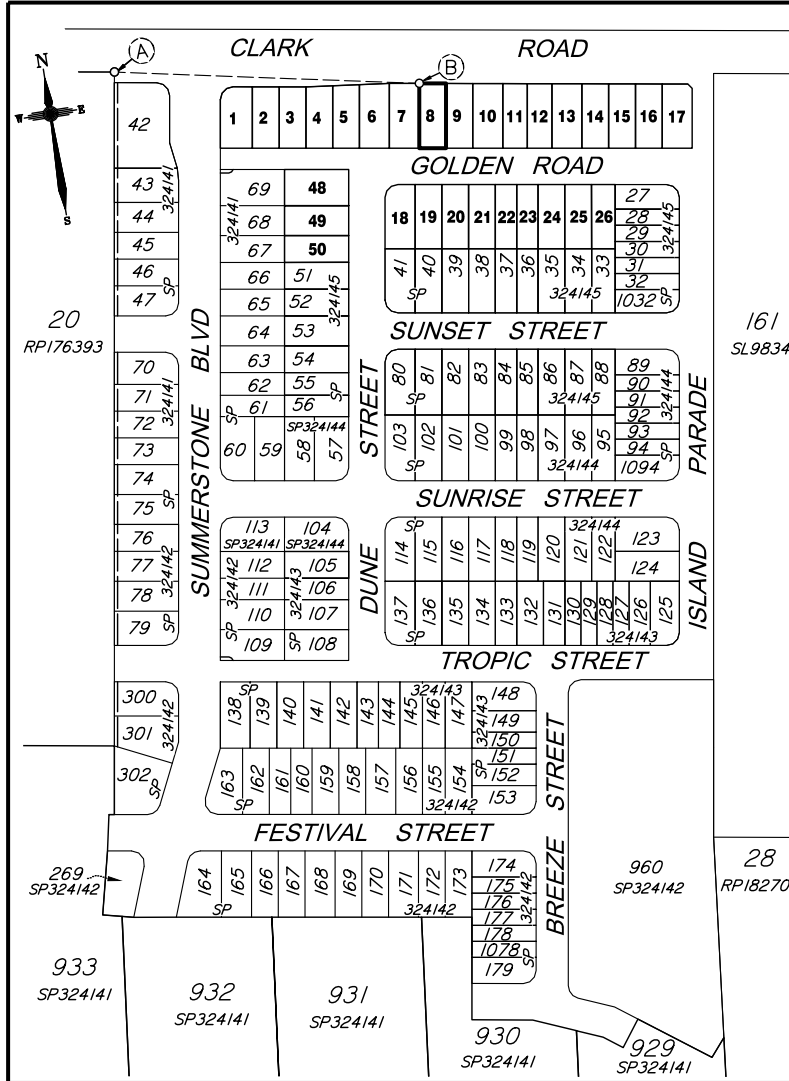 CLARK ROAD
A
B
N
W E
S
42
1 2 3 4 5 6 7 8 9 10 11 12 13 14 15 16 17
GOLDEN ROAD
43
44
45
46
47
SP
324141
69 48
68 49
67 50
324141
66 51
65 52
64 53
63 54
62 55
61 56
SP
324145
SP
SP324144
60 59 58 57
18 19 20 21 22 23 24 25 26
41 40 39 38 37 36 35 34 33
SP 324145
27
28
29
30
31
32
1032
SP
324145
20
RP176393
161
SL9834
SUMMERSTONE BLVD
DUNE STREET
ISLAND PARADE
SUNSET STREET
70
71
72
73
74
75
76
77
78
79
324141
SP
324142
SP
80 81 82 83 84 85 86 87 88
SP 324145
103 102 101 100 99 98 97 96 95
SP 324144
89
90
91
92
93
94
1094
324144
SP
SUNRISE STREET
113 104
SP324141 SP324144
112 105
111 106
110 107
109 108
324142
SP
324143
SP
SP 324144
114 115 116 117 118 119 120 121 122
123
124
137 136 135 134 133 132 131 130 129 128 127 126 125
SP 324143
TROPIC STREET
300
301
302
324142
SP
SP 324143
138 139 140 141 142 143 144 145 146 147
163 162 161 160 159 158 157 156 155 154
SP 324142
148
149
150
151
152
153
324143
SP
BREEZE STREET
FESTIVAL STREET
269
SP324142
164 165 166 167 168 169 170 171 172 173
SP 324142
174
175
176
177
178
1078
179
324142
SP
960
SP324142
28
RP18270
933
SP324141
932
SP324141
931
SP324141
930
SP324141
929
SP324141